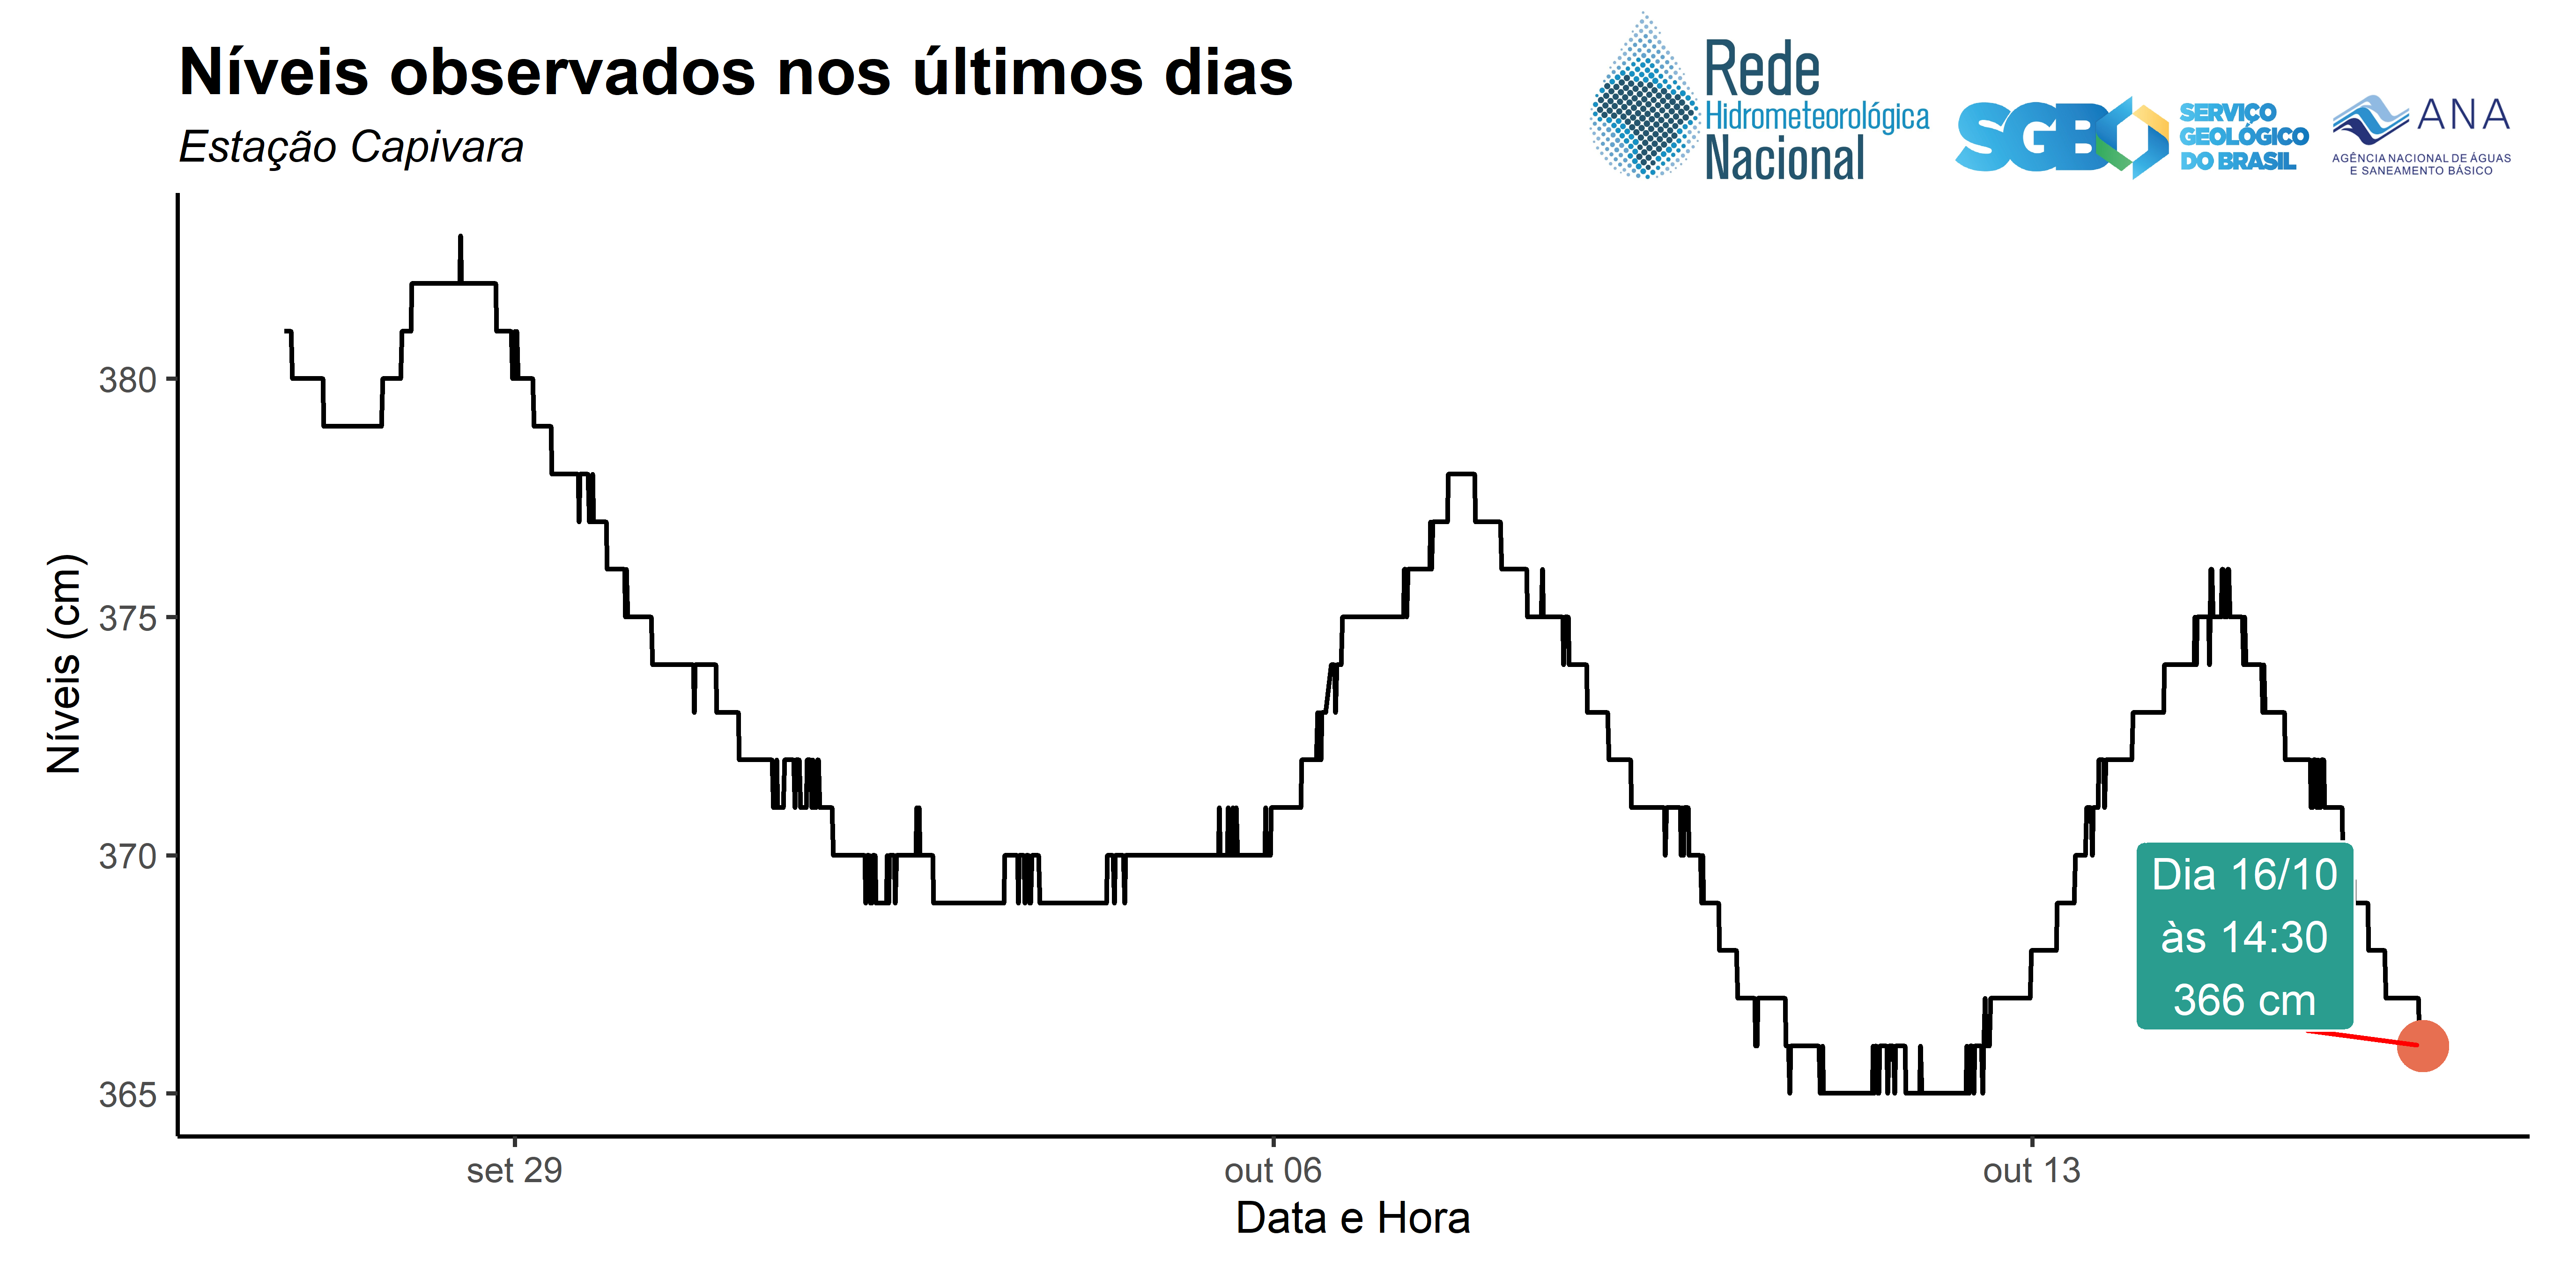 Níveis observados nos últimos dias
Estação Capivara
Rede
Hidrometeorológica
Nacional
SGB
SERVIÇO
GEOLÓGICO
DO BRASIL
ANA
AGÊNCIA NACIONAL DE ÁGUAS
E SANEAMENTO BÁSICO
Níveis (cm)
380
375
370
365
Dia 16/10
às 14:30
366 cm
set 29
out 06
out 13
Data e Hora